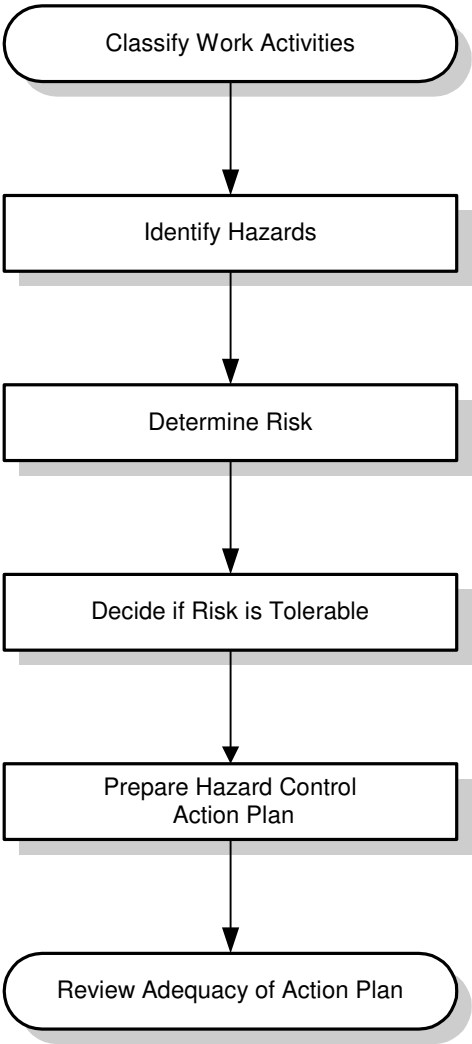 Classify Work Activities
Identify Hazards
Determine Risk
Decide if Risk is Tolerable
Prepare Hazard Control
Action Plan
Review Adequacy of Action Plan